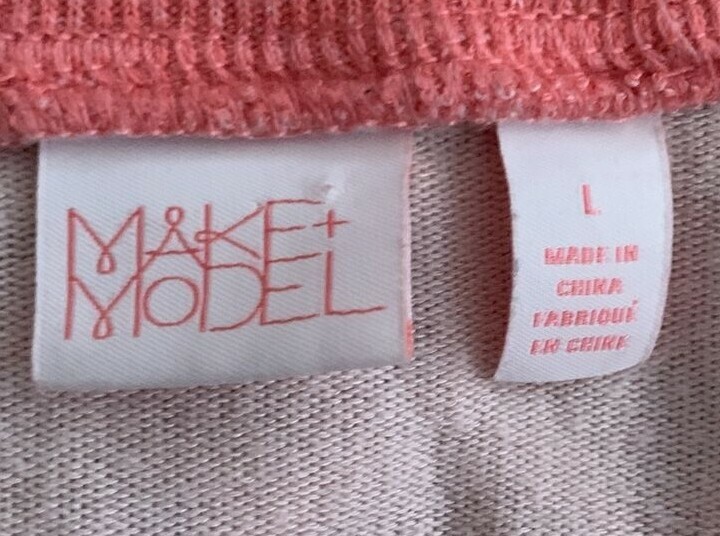 MAKE+
MODEL
L
MADE IN
CHINA
FABRIQUÉ
EN CHINE